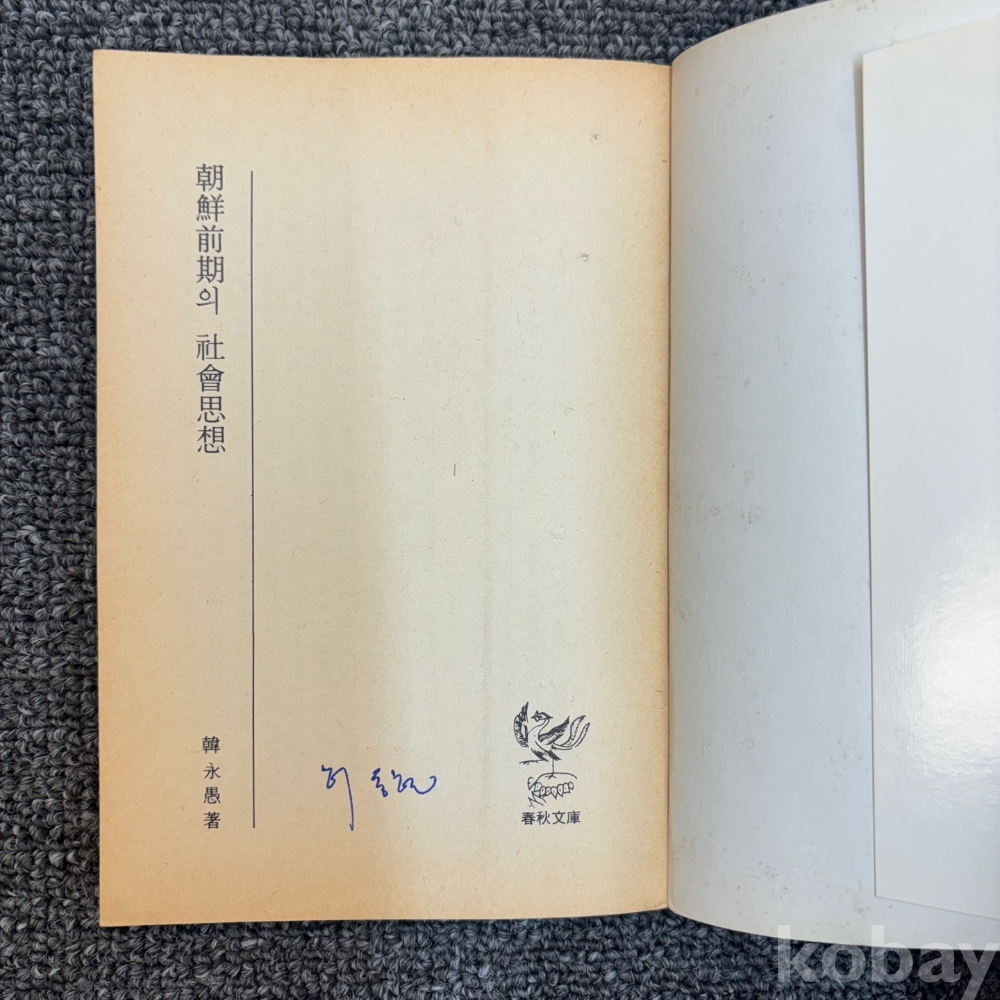 朝鮮前期의 社會思想
韓永愚著
春秋文庫
kobay